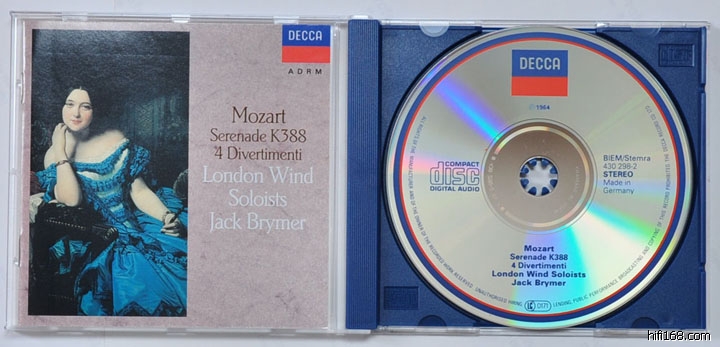 DECCA
ADRM
Mozart
Serenade K388
4 Divertimenti
London Wind
Soloists
Jack Brymer
DECCA
℗1964
COMPACT
disc
DIGITAL AUDIO
BIEM/Stemra
430 298-2
STEREO
Made in
Germany
Mozart
Serenade K388
4 Divertimenti
London Wind Soloists
Jack Brymer
hifi168.com